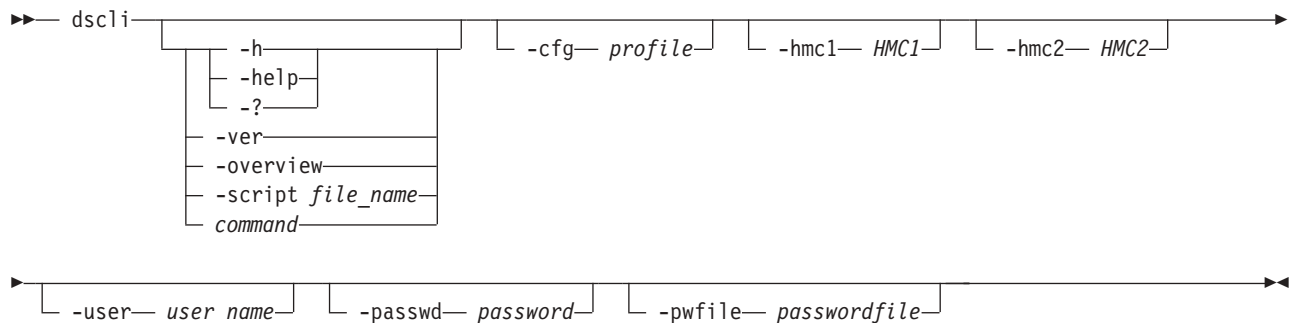 dscli
-h
-help
-?
-ver
-overview
-script file_name
command
-cfg profile
-hmc1 HMC1
-hmc2 HMC2
-user user name
-passwd password
-pwfile passwordfile